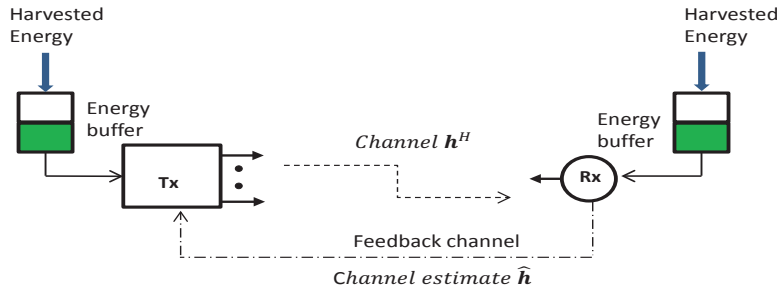 Harvested
Energy
Harvested
Energy
Energy
buffer
Channel h^H
Energy
buffer
Tx
Rx
Feedback channel
Channel estimate ĥ